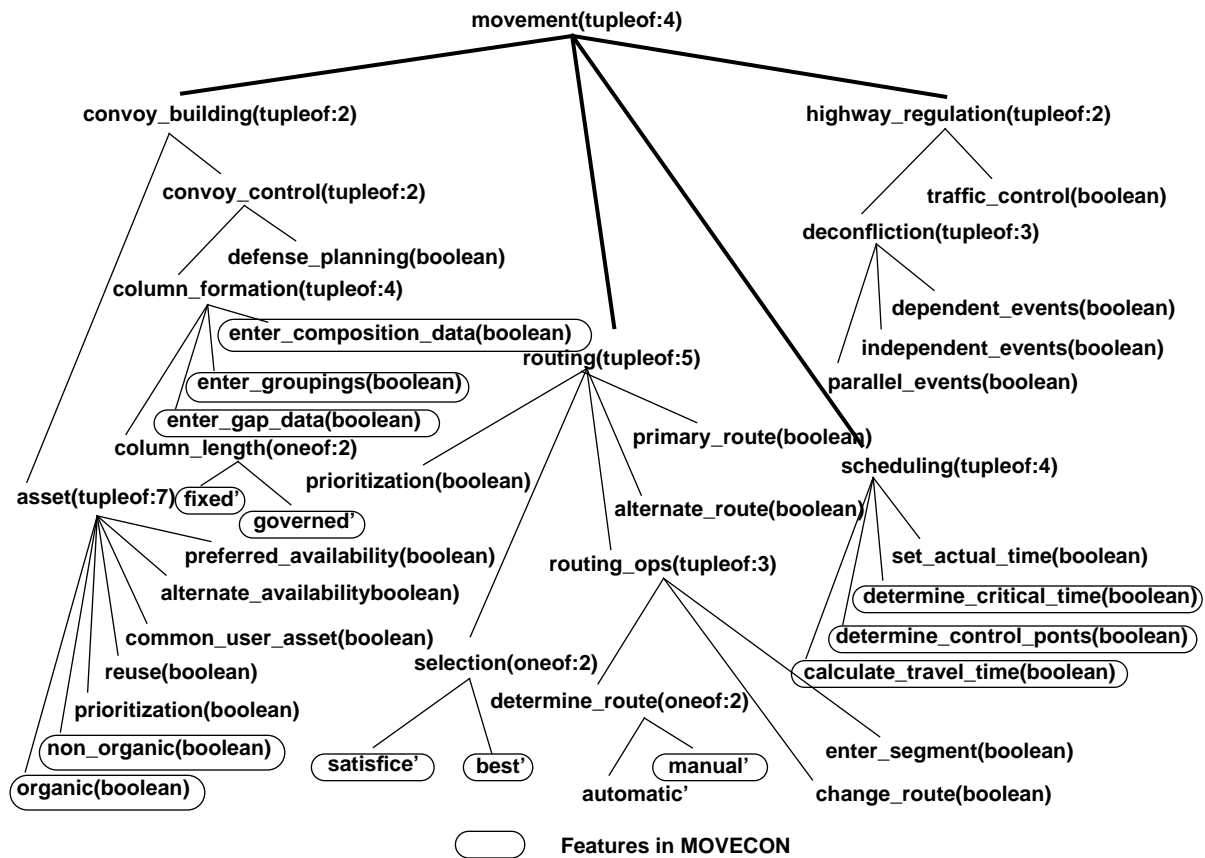 movement(tupleof:4)
convoy_building(tupleof:2)
highway_regulation(tupleof:2)
convoy_control(tupleof:2)
traffic_control(boolean)
deconfliction(tupleof:3)
defense_planning(boolean)
column_formation(tupleof:4)
dependent_events(boolean)
enter_composition_data(boolean)
independent_events(boolean)
routing(tupleof:5)
enter_groupings(boolean)
parallel_events(boolean)
enter_gap_data(boolean)
primary_route(boolean)
column_length(oneof:2)
scheduling(tupleof:4)
prioritization(boolean)
asset(tupleof:7)
fixed’
alternate_route(boolean)
governed’
preferred_availability(boolean)
set_actual_time(boolean)
routing_ops(tupleof:3)
alternate_availabilityboolean)
determine_critical_time(boolean)
common_user_asset(boolean)
determine_control_ponts(boolean)
selection(oneof:2)
reuse(boolean)
calculate_travel_time(boolean)
determine_route(oneof:2)
prioritization(boolean)
non_organic(boolean)
enter_segment(boolean)
satisfice’
best’
manual’
organic(boolean)
automatic’
change_route(boolean)
Features in MOVECON